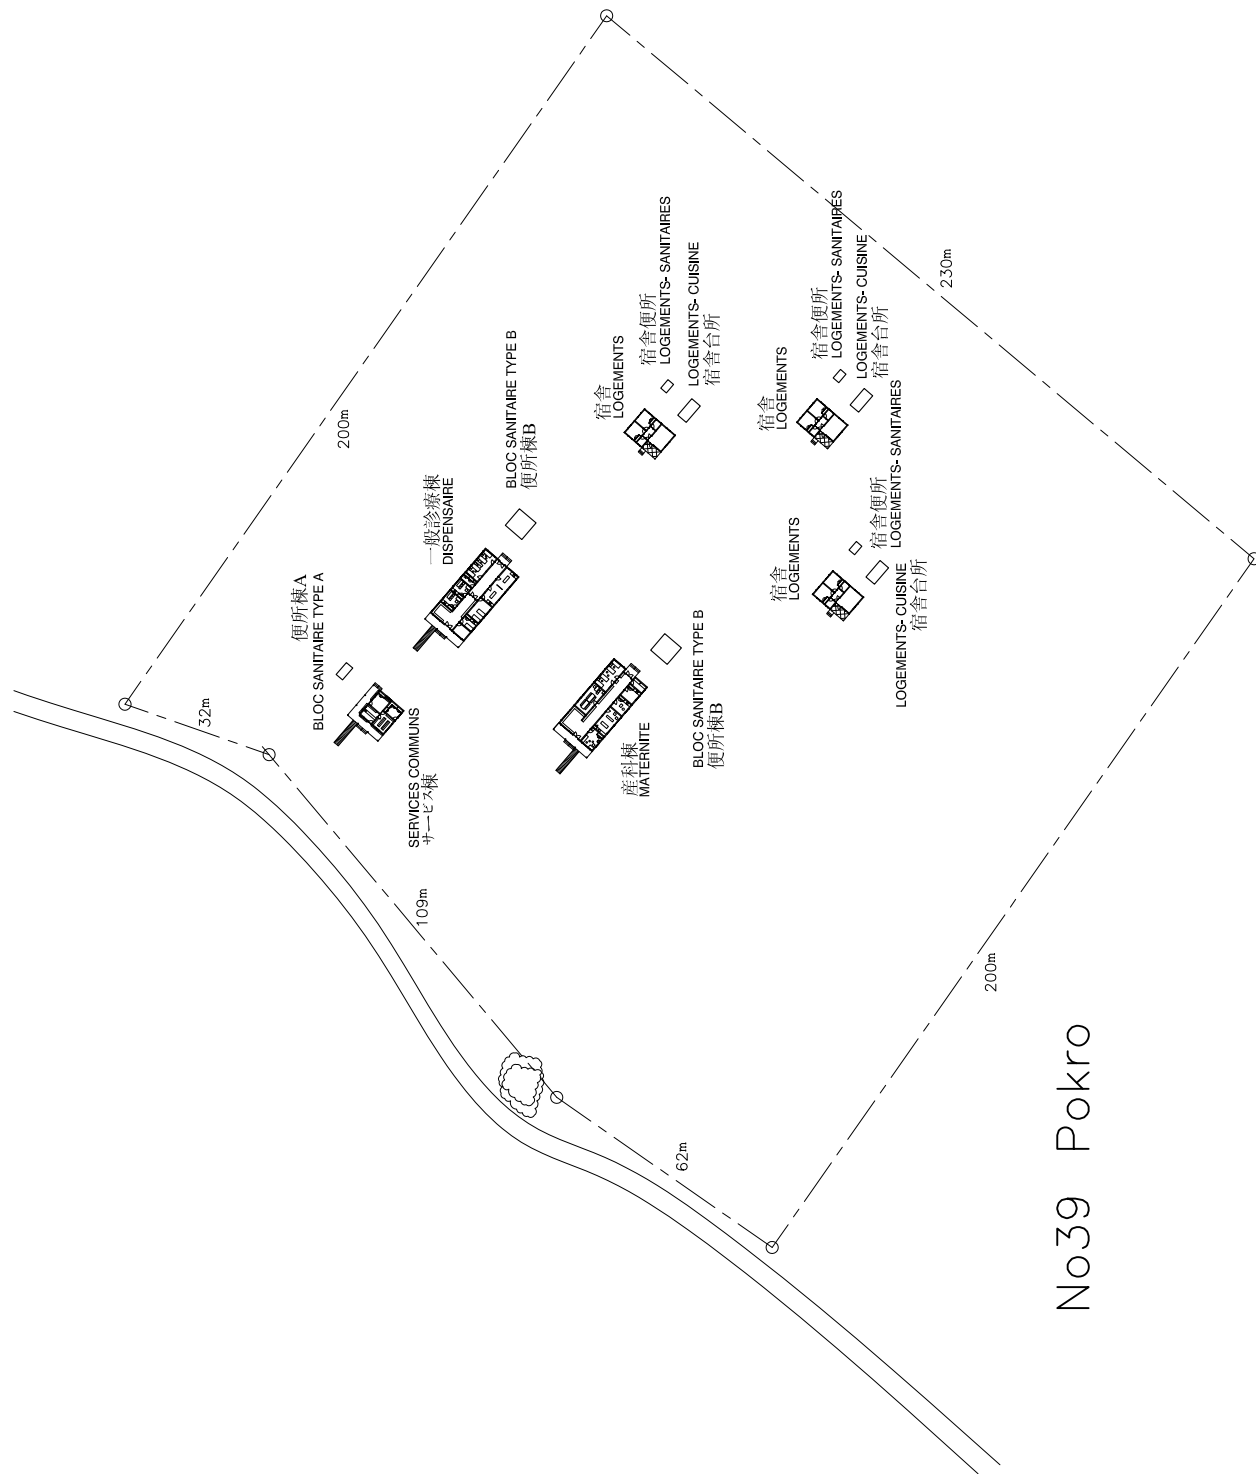 200m
32m
109m
62m
200m
230m
便所棟A
BLOC SANITAIRE TYPE A
SERVICES COMMUNS
サービス棟
一般診療棟
DISPENSAIRE
BLOC SANITAIRE TYPE B
便所棟B
産科棟
MATERNITE
BLOC SANITAIRE TYPE B
便所棟B
宿舎
LOGEMENTS
宿舎便所
LOGEMENTS- SANITAIRES
LOGEMENTS- CUISINE
宿舎台所
宿舎
LOGEMENTS
宿舎便所
LOGEMENTS- SANITAIRES
LOGEMENTS- CUISINE
宿舎台所
宿舎
LOGEMENTS
宿舎便所
LOGEMENTS- SANITAIRES
LOGEMENTS- CUISINE
宿舎台所
No39 Pokro